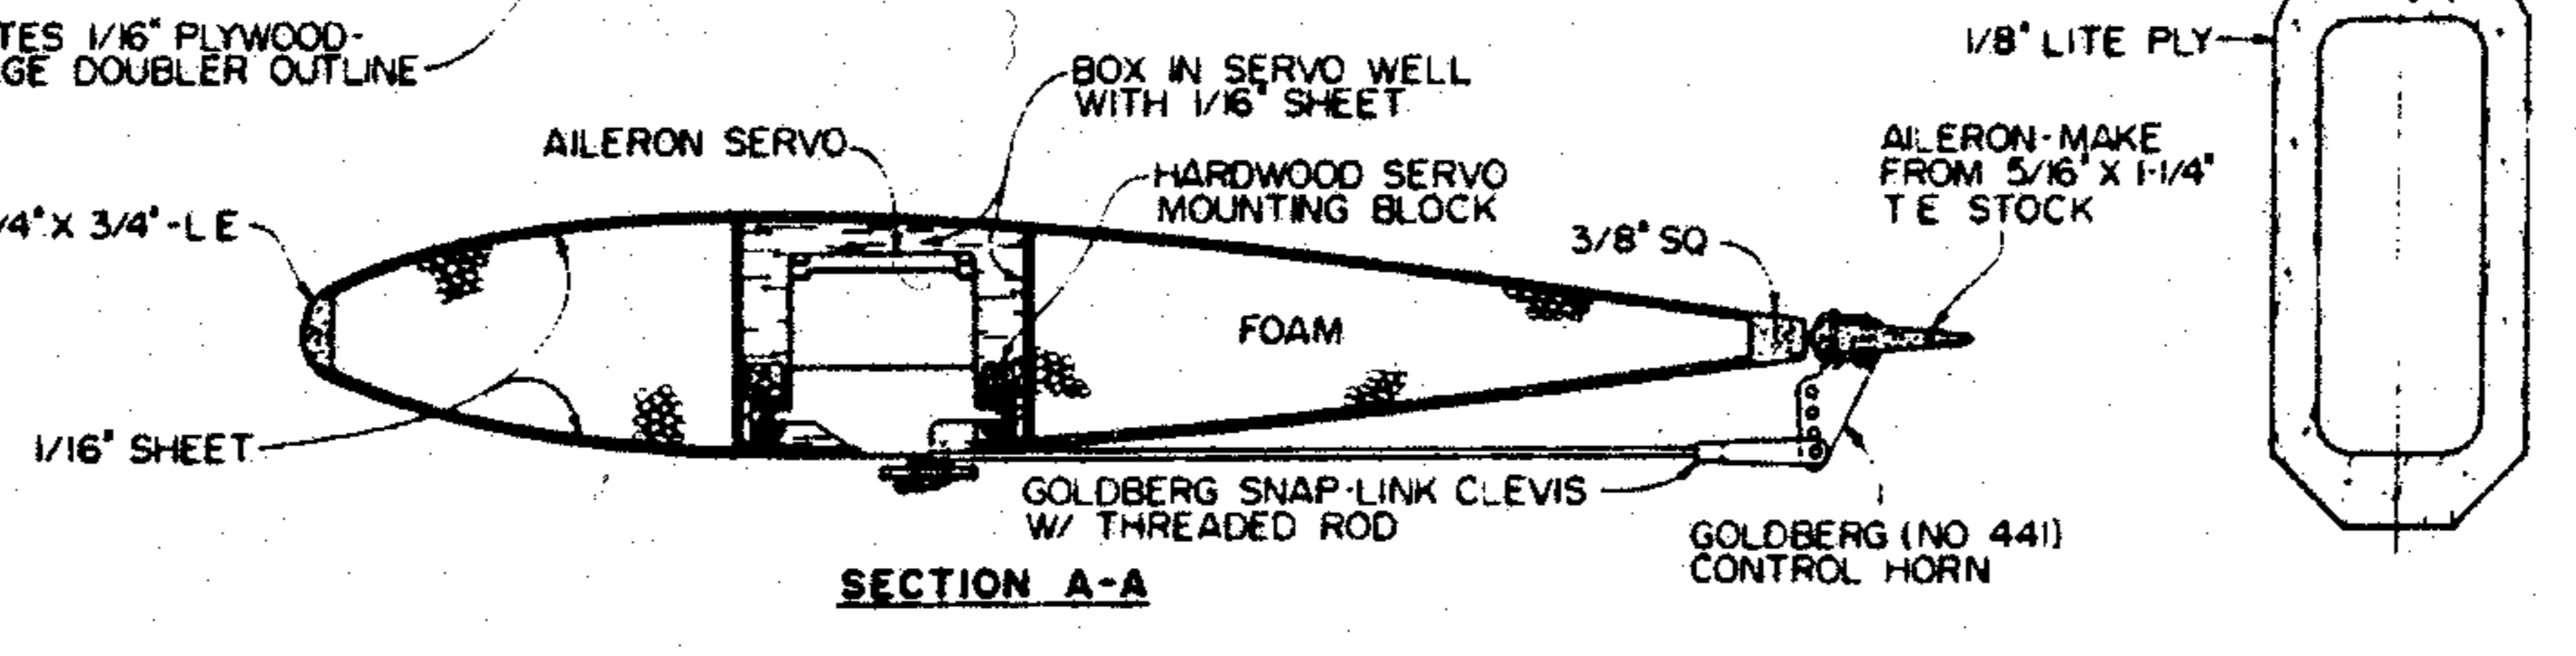 TES 1/16" PLYWOOD-
GE DOUBLER OUTLINE
BOX IN SERVO WELL
WITH 1/16" SHEET
AILERON SERVO
HARDWOOD SERVO
MOUNTING BLOCK
/4" X 3/4"-LE
3/8" SQ
AILERON-MAKE
FROM 5/16" X 1-1/4"
TE STOCK
1/8" LITE PLY
FOAM
1/16" SHEET
GOLDBERG SNAP-LINK CLEVIS
W/ THREADED ROD
GOLDBERG (NO 441)
CONTROL HORN
SECTION A-A